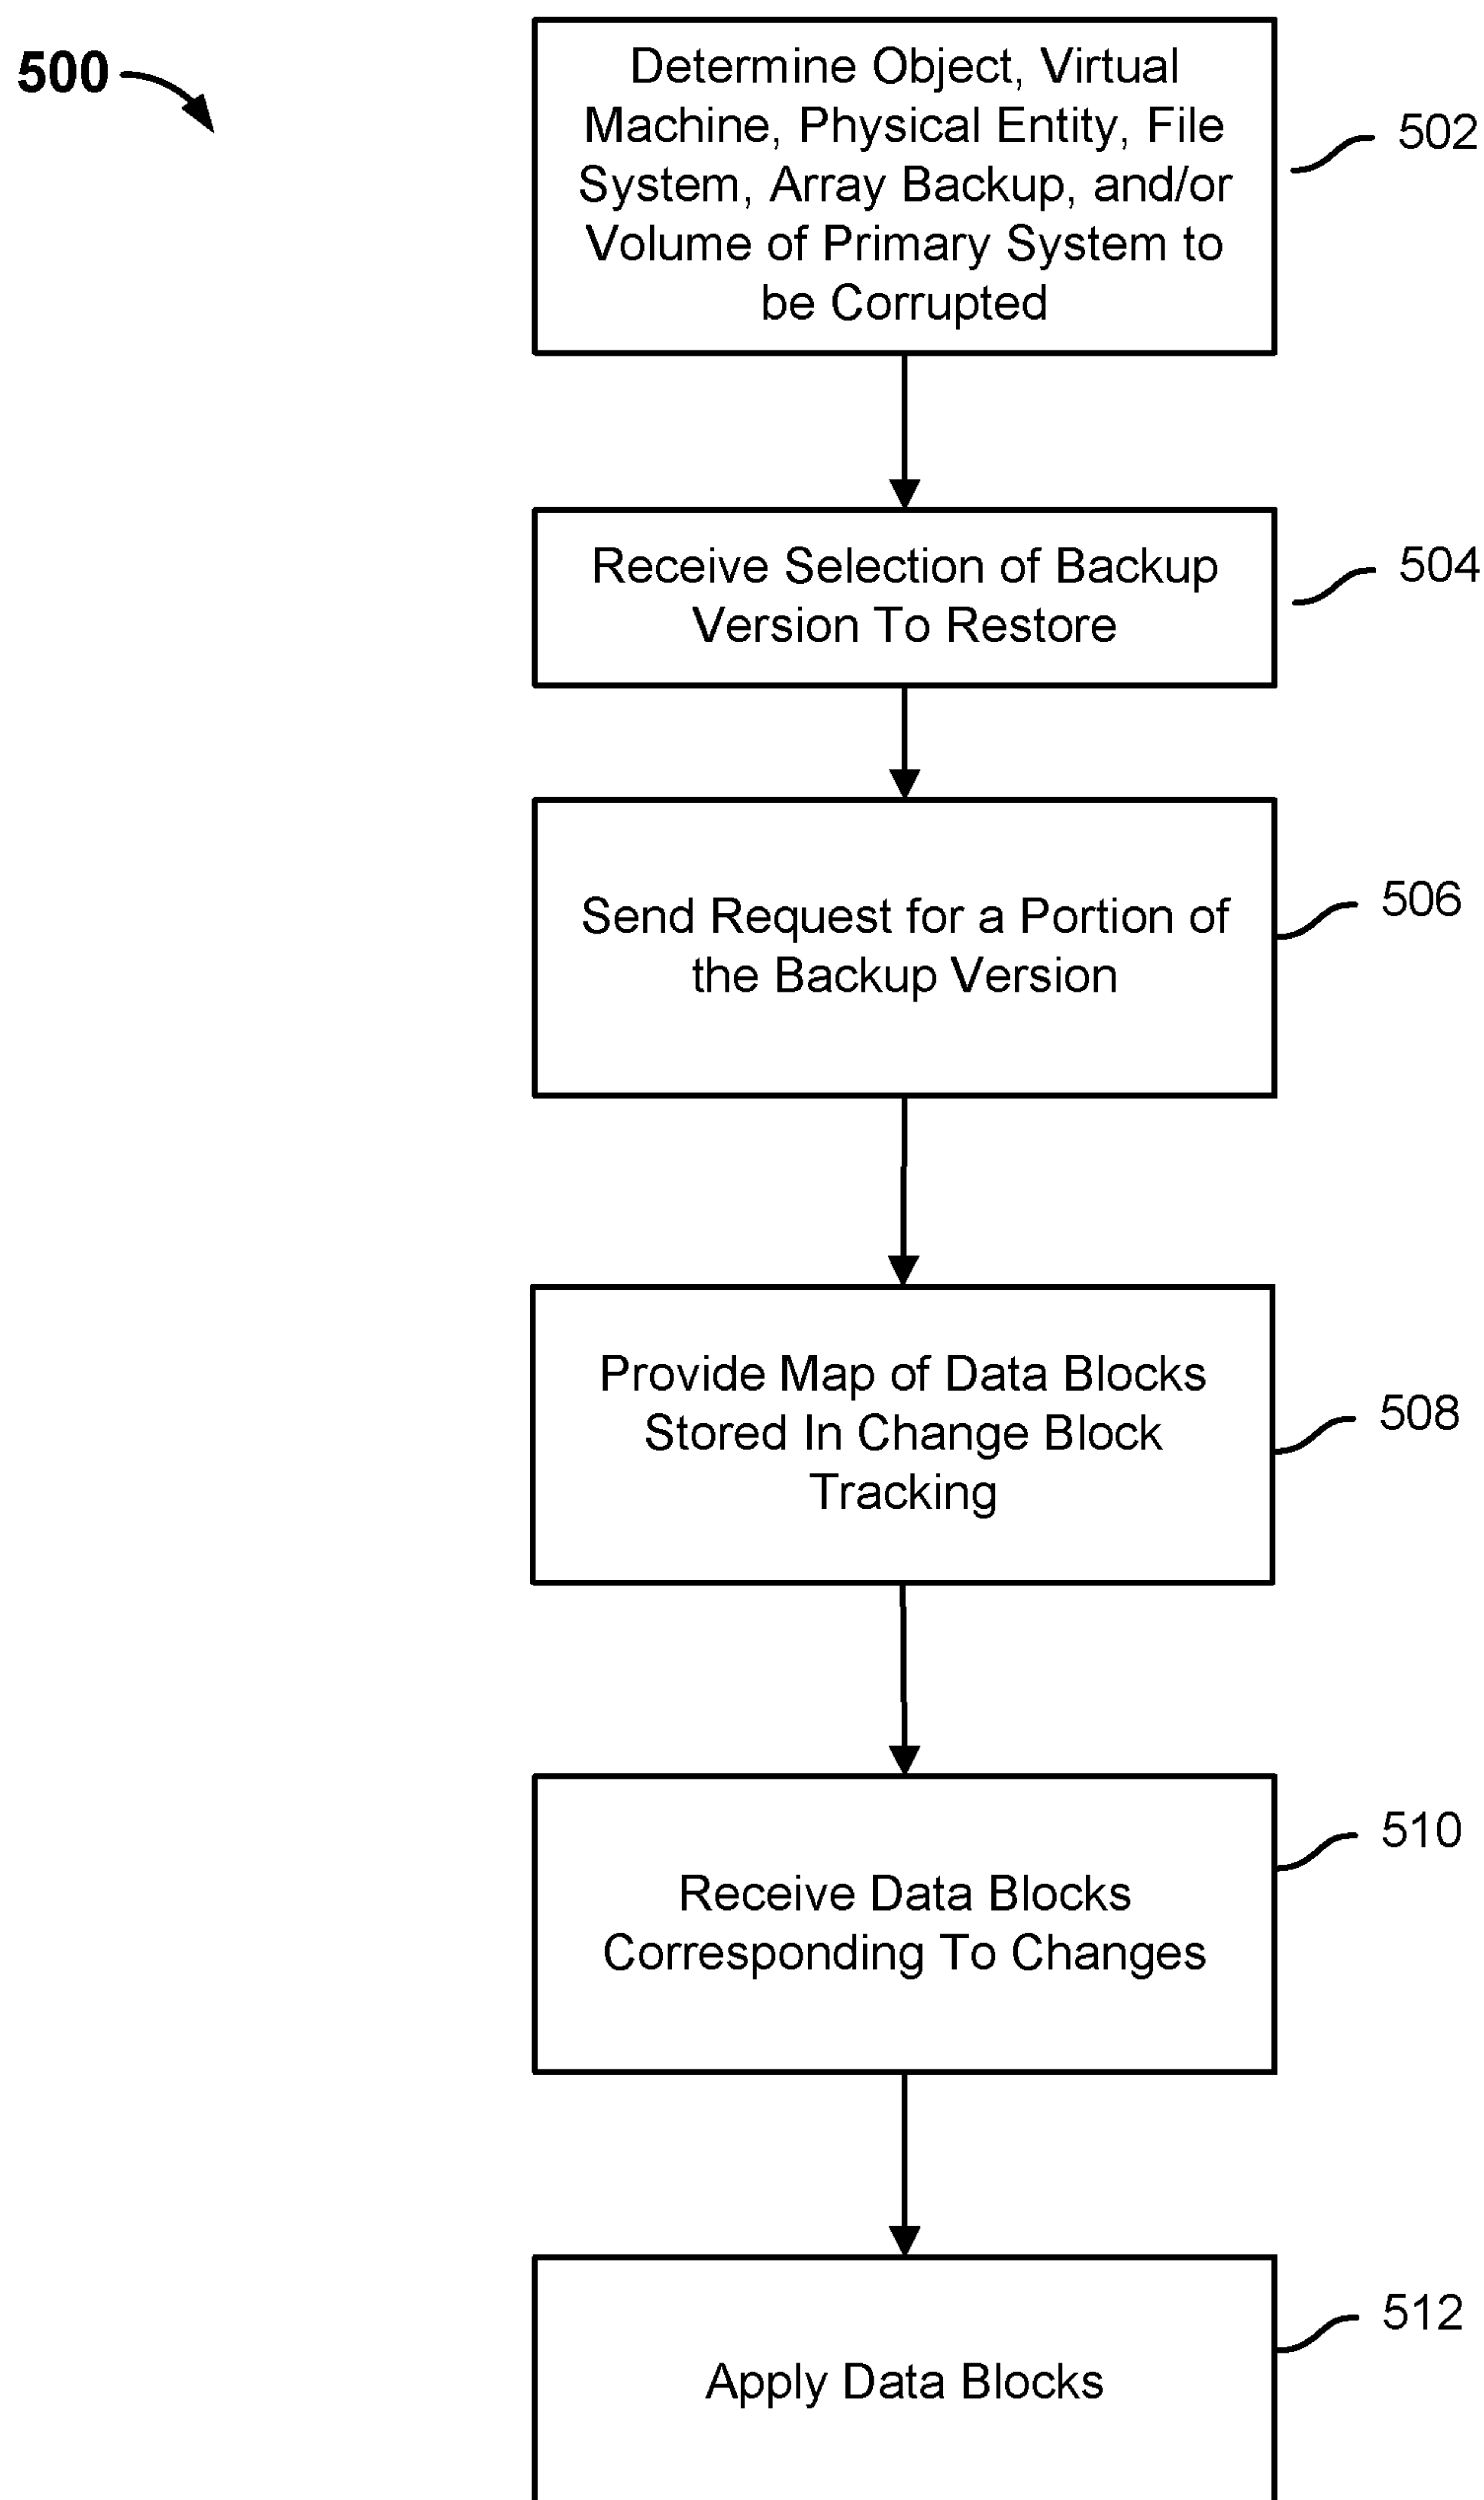 500
Determine Object, Virtual
Machine, Physical Entity, File
System, Array Backup, and/or
Volume of Primary System to
be Corrupted
502
Receive Selection of Backup
Version To Restore
504
Send Request for a Portion of
the Backup Version
506
Provide Map of Data Blocks
Stored In Change Block
Tracking
508
Receive Data Blocks
Corresponding To Changes
510
Apply Data Blocks
512